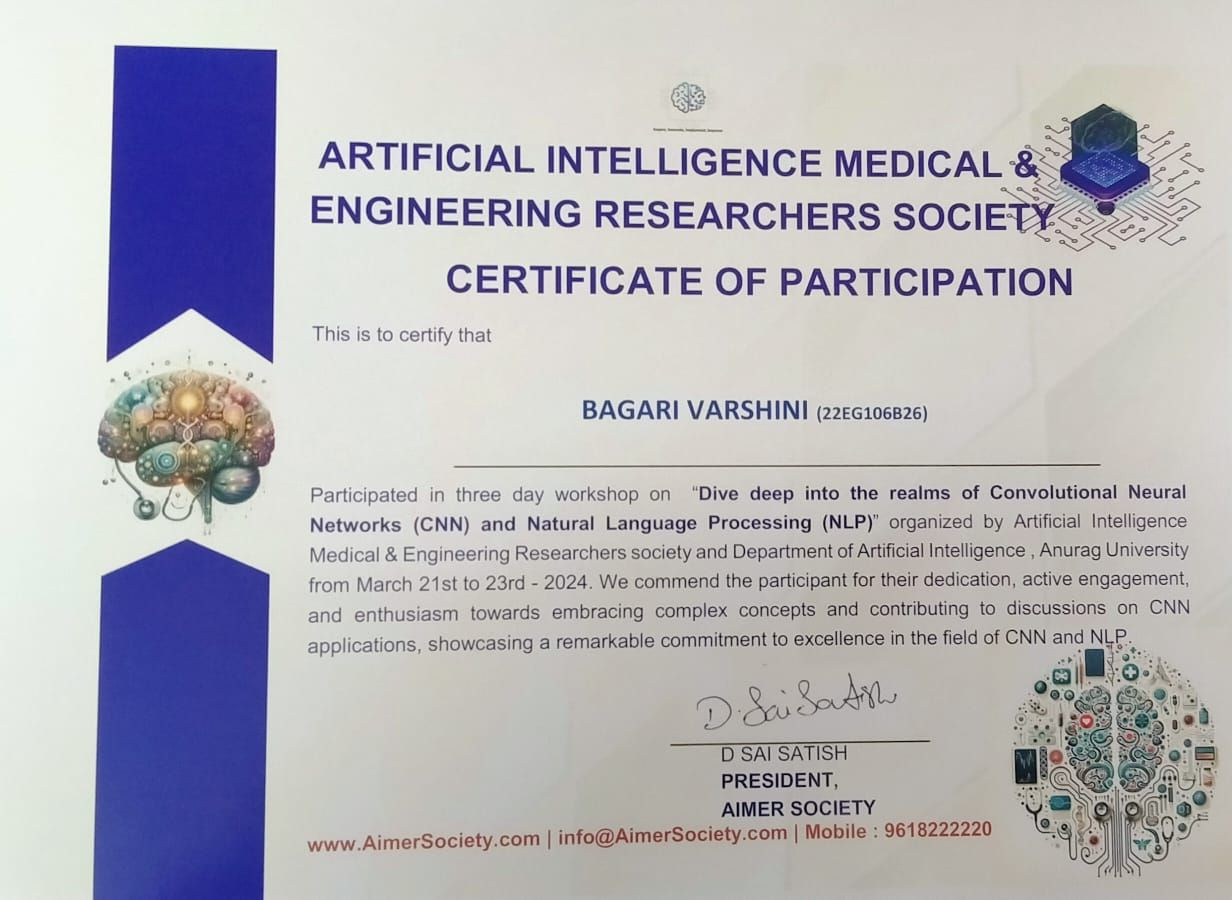 ARTIFICIAL INTELLIGENCE MEDICAL &
ENGINEERING RESEARCHERS SOCIETY
CERTIFICATE OF PARTICIPATION
This is to certify that
BAGARI VARSHINI (22EG106B26)
Participated in three day workshop on “Dive deep into the realms of Convolutional Neural
Networks (CNN) and Natural Language Processing (NLP)” organized by Artificial Intelligence
Medical & Engineering Researchers society and Department of Artificial Intelligence , Anurag University
from March 21st to 23rd - 2024. We commend the participant for their dedication, active engagement,
and enthusiasm towards embracing complex concepts and contributing to discussions on CNN
applications, showcasing a remarkable commitment to excellence in the field of CNN and NLP.
D. Sai Satish
D SAI SATISH
PRESIDENT,
AIMER SOCIETY
www.AimerSociety.com | info@AimerSociety.com | Mobile : 9618222220